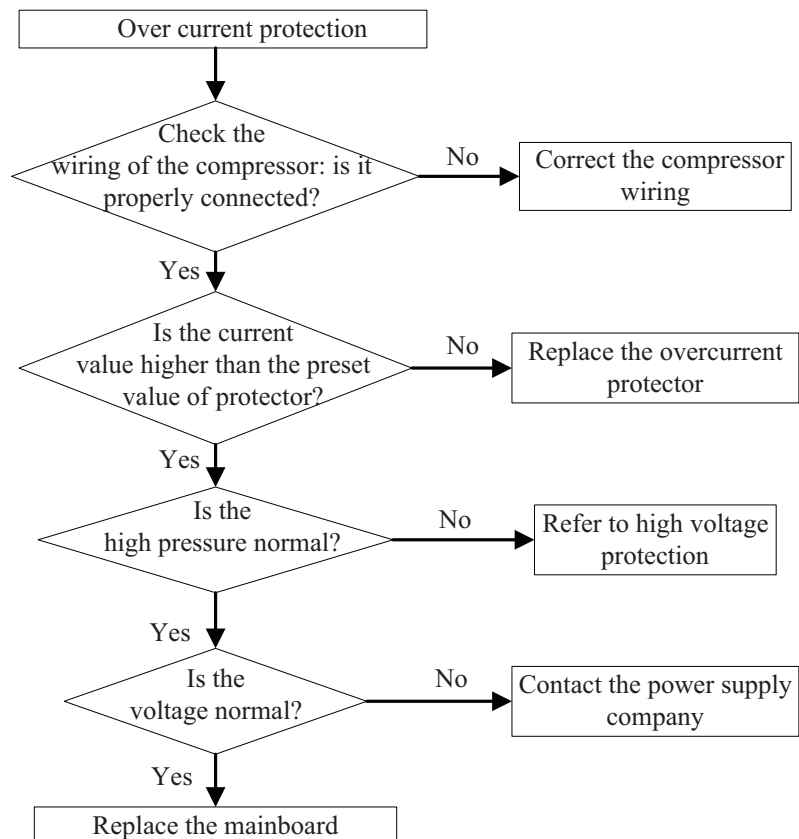 Over current protection
Check the
wiring of the compressor: is it
properly connected?
No
Correct the compressor
wiring
Yes
Is the current
value higher than the preset
value of protector?
No
Replace the overcurrent
protector
Yes
Is the
high pressure normal?
No
Refer to high voltage
protection
Yes
Is the
voltage normal?
No
Contact the power supply
company
Yes
Replace the mainboard